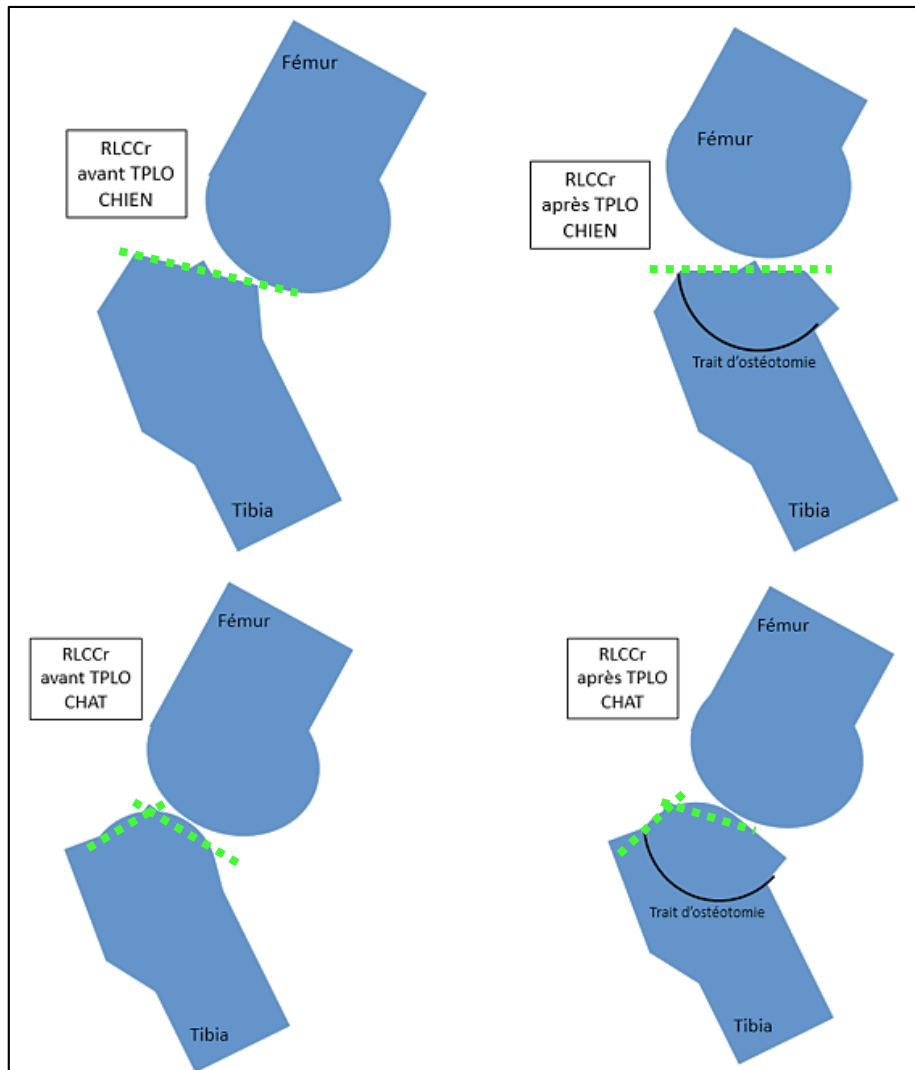 Fémur
RLCCr
avant TPLO
CHIEN
Tibia
Fémur
RLCCr
après TPLO
CHIEN
Trait d'ostéotomie
Tibia
Fémur
RLCCr
avant TPLO
CHAT
Tibia
Fémur
RLCCr
après TPLO
CHAT
Trait d'ostéotomie
Tibia